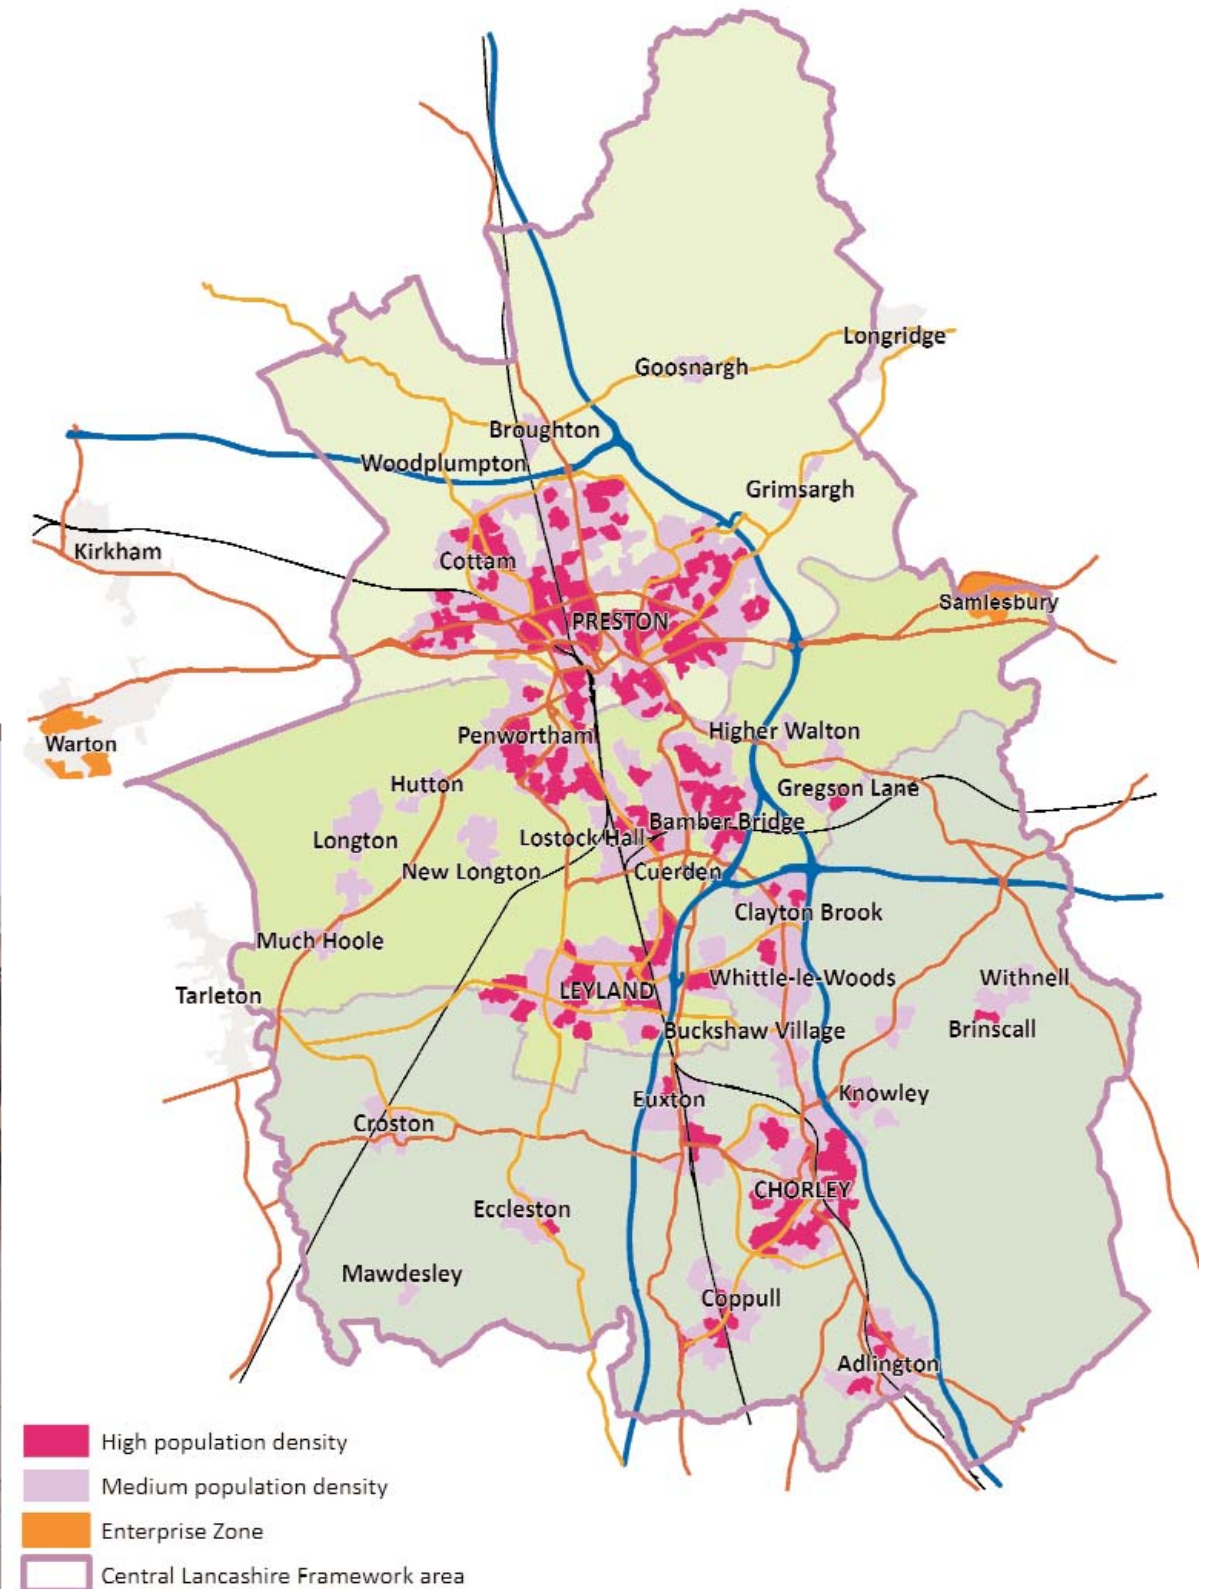 Longridge
Goosnargh
Broughton
Woodplumpton
Grimsargh
Kirkham
Cottam
Samlesbury
PRESTON
Warton
Penwortham
Higher Walton
Hutton
Gregson Lane
Longton
Lostock Hall
Bamber Bridge
New Longton
Cuerden
Clayton Brook
Much Hoole
Tarleton
LEYLAND
Whittle-le-Woods
Withnell
Buckshaw Village
Brinscall
Euxton
Knowley
Croston
CHORLEY
Eccleston
Mawdesley
Coppull
Adlington
High population density
Medium population density
Enterprise Zone
Central Lancashire Framework area